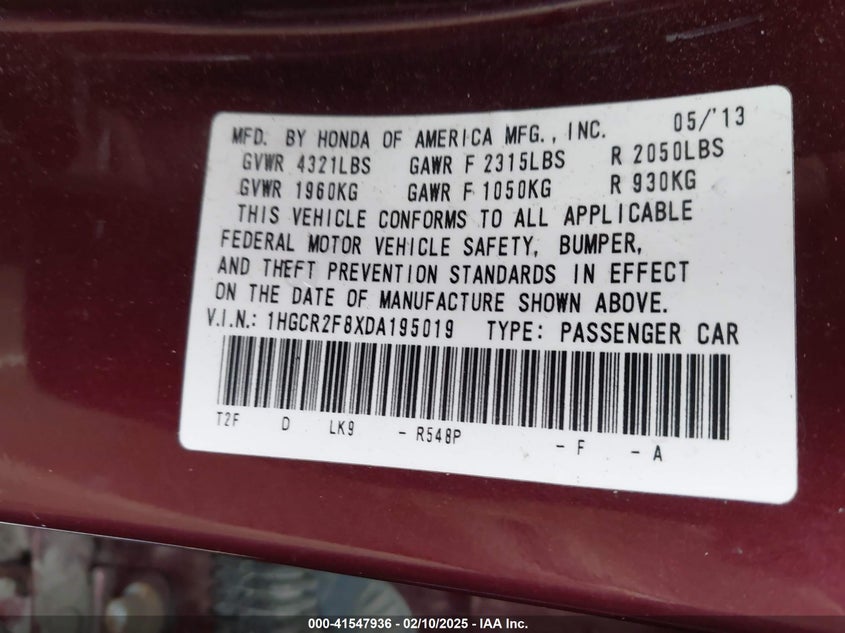 MFD. BY HONDA OF AMERICA MFG., INC. 05/'13
GVWR 4321LBS GAWR F 2315LBS R 2050LBS
GVWR 1960KG GAWR F 1050KG R 930KG
THIS VEHICLE CONFORMS TO ALL APPLICABLE
FEDERAL MOTOR VEHICLE SAFETY, BUMPER,
AND THEFT PREVENTION STANDARDS IN EFFECT
ON THE DATE OF MANUFACTURE SHOWN ABOVE.
V.I.N.: 1HGCR2F8XDA195019 TYPE: PASSENGER CAR
T2F D LK9 - R548P - F - A
000-41547936 - 02/10/2025 - IAA Inc.